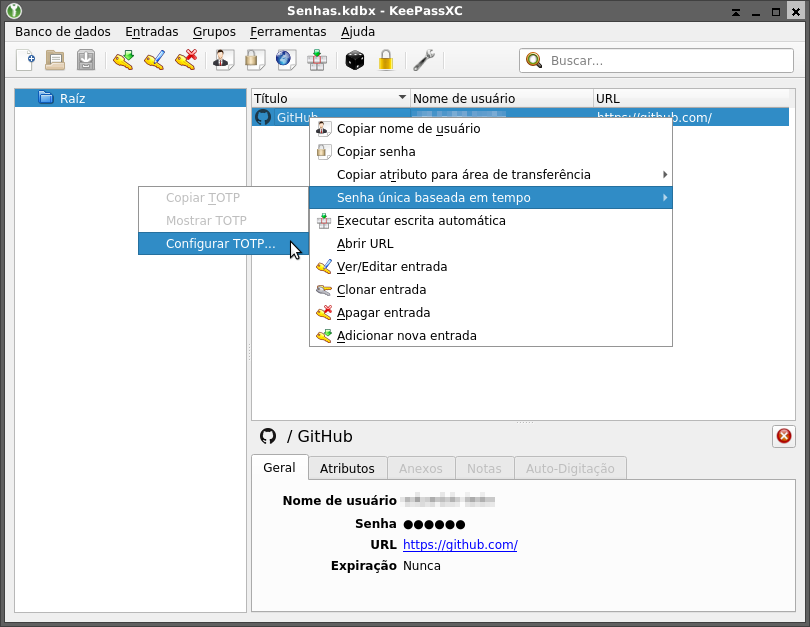 Senhas.kdbx - KeePassXC
Banco de dados Entradas Grupos Ferramentas Ajuda
Buscar...
Raíz
Título Nome de usuário URL
GitHub https://github.com/
Copiar nome de usuário
Copiar senha
Copiar atributo para área de transferência
Senha única baseada em tempo
Copiar TOTP
Mostrar TOTP
Configurar TOTP...
Executar escrita automática
Abrir URL
Ver/Editar entrada
Clonar entrada
Apagar entrada
Adicionar nova entrada
/ GitHub
Geral Atributos Anexos Notas Auto-Digitação
Nome de usuário
Senha ●●●●●●
URL https://github.com/
Expiração Nunca